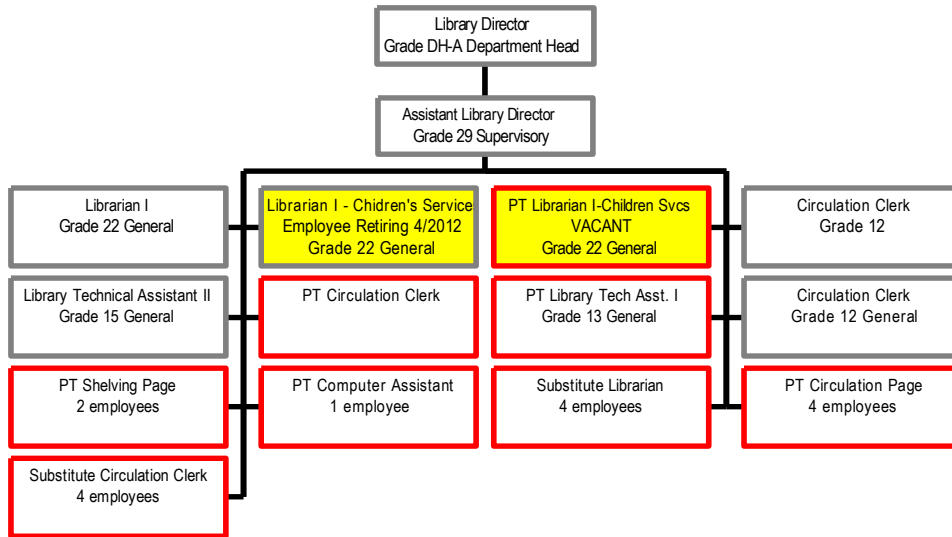 Library Director
Grade DH-A Department Head
Assistant Library Director
Grade 29 Supervisory
Librarian I
Grade 22 General
Librarian I - Chidren's Service
Employee Retiring 4/2012
Grade 22 General
PT Librarian I-Children Svcs
VACANT
Grade 22 General
Circulation Clerk
Grade 12
Library Technical Assistant II
Grade 15 General
PT Circulation Clerk
PT Library Tech Asst. I
Grade 13 General
Circulation Clerk
Grade 12 General
PT Shelving Page
2 employees
PT Computer Assistant
1 employee
Substitute Librarian
4 employees
PT Circulation Page
4 employees
Substitute Circulation Clerk
4 employees